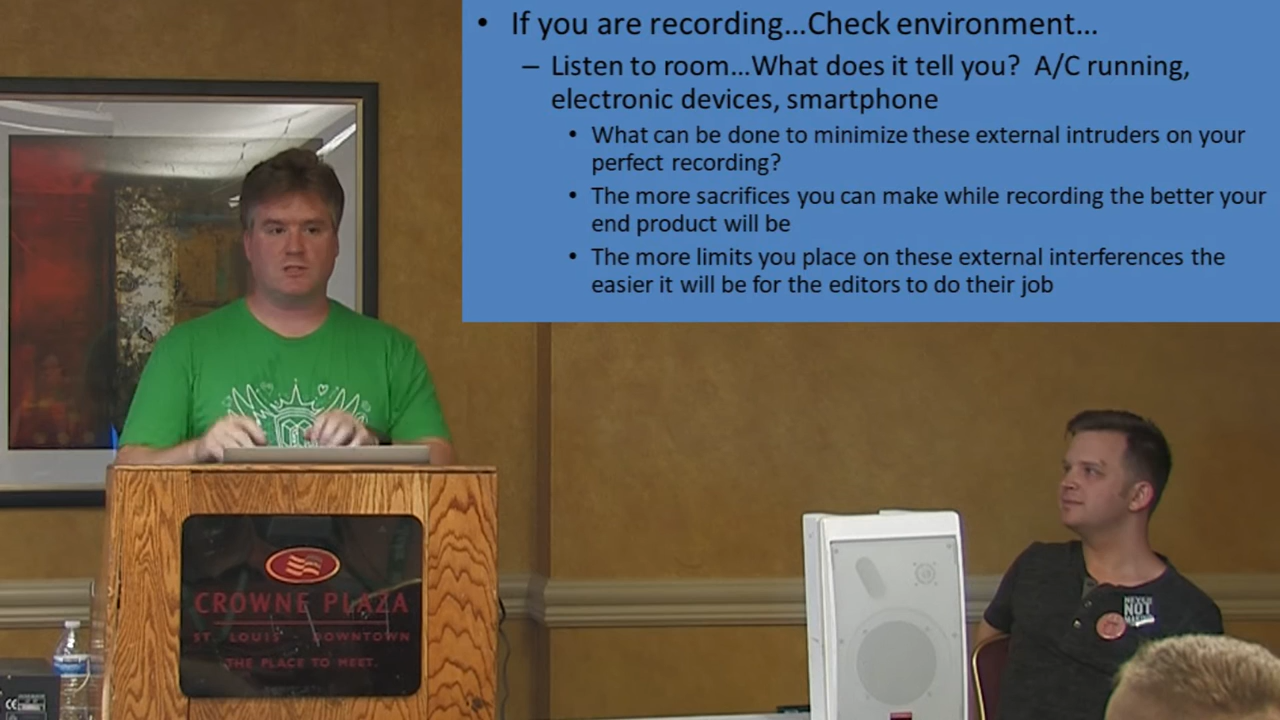 • If you are recording...Check environment...
– Listen to room...What does it tell you? A/C running,
electronic devices, smartphone
• What can be done to minimize these external intruders on your
perfect recording?
• The more sacrifices you can make while recording the better your
end product will be
• The more limits you place on these external interferences the
easier it will be for the editors to do their job
CROWNE PLAZA
ST. LOUIS DOWNTOWN
THE PLACE TO MEET.
NEVER
NOT
CE